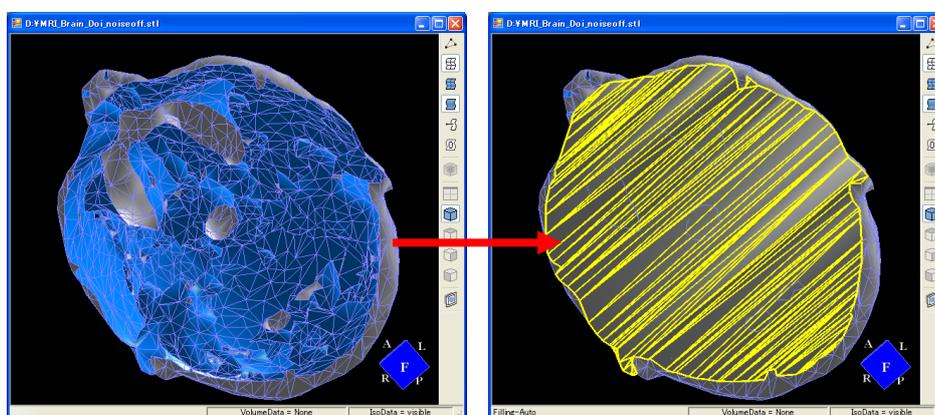 D:¥MRI_Brain_Doi_noiseoff.stl
A L
R P
VolumeData = None IsoData = visible
D:¥MRI_Brain_Doi_noiseoff.stl
A L
R P
Filling-Auto VolumeData = None IsoData = visible